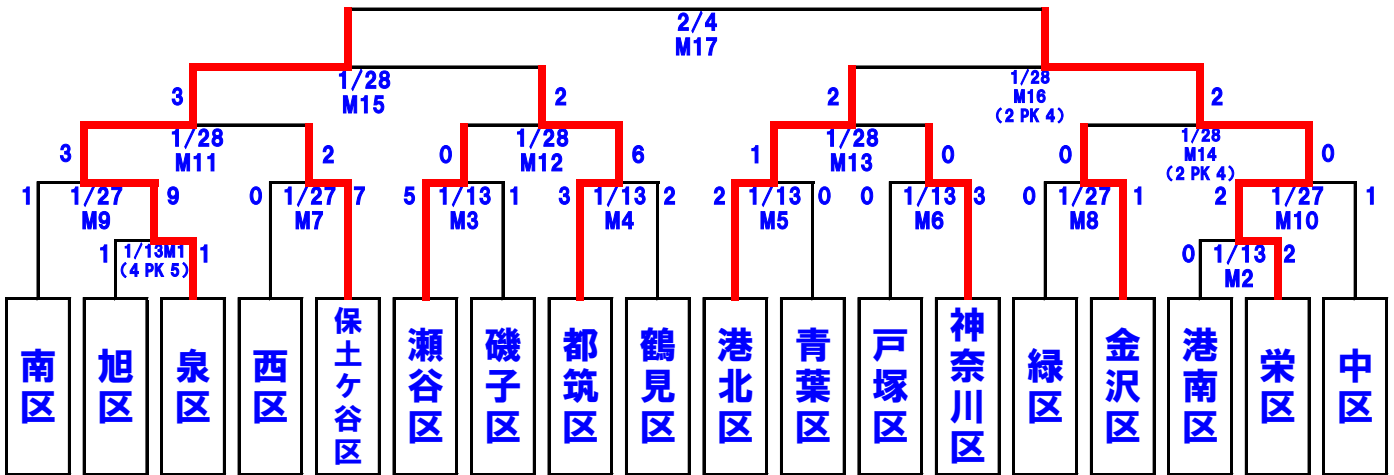 2/4
M17
3
1/28
M15
2
2
1/28
M16
(2 PK 4)
2
3
1/28
M11
2
0
1/28
M12
6
1
1/28
M13
0
0
1/28
M14
(2 PK 4)
0
1
1/27
M9
9
0
1/27
M7
7
5
1/13
M3
1
3
1/13
M4
2
2
1/13
M5
0
0
1/13
M6
3
0
1/27
M8
1
2
1/27
M10
1
1
1/13M1
(4 PK 5)
1
0
1/13
M2
2
南区
旭区
泉区
西区
保土ケ谷区
瀬谷区
磯子区
都筑区
鶴見区
港北区
青葉区
戸塚区
神奈川区
緑区
金沢区
港南区
栄区
中区